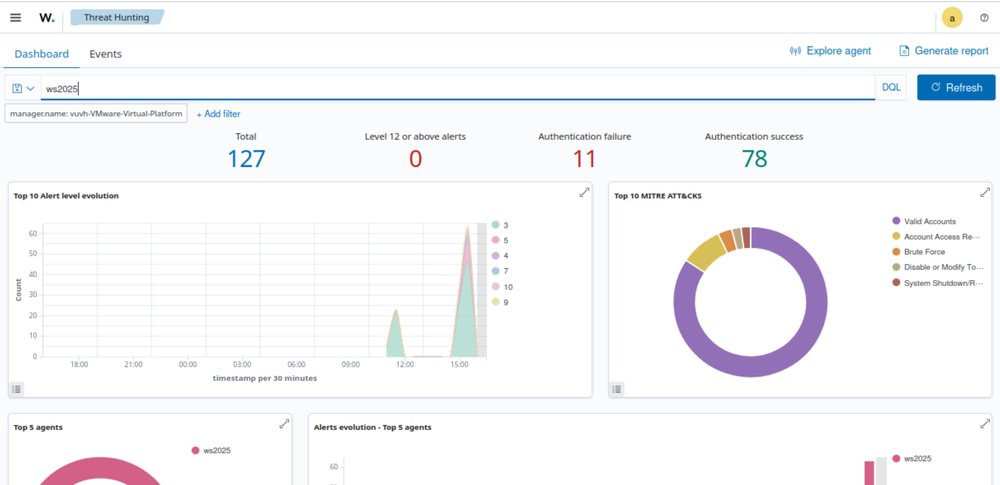 W. Threat Hunting a
Dashboard Events Explore agent Generate report
ws2025 DQL Refresh
manager.name: vuvh-VMware-Virtual-Platform + Add filter
Total Level 12 or above alerts Authentication failure Authentication success
127 0 11 78
Top 10 Alert level evolution
Count
60
50
40
30
20
10
0
18:00 21:00 00:00 03:00 06:00 09:00 12:00 15:00
timestamp per 30 minutes
3
5
4
7
10
9
Top 10 MITRE ATT&CKS
Valid Accounts
Account Access Re...
Brute Force
Disable or Modify To...
System Shutdown/R...
Top 5 agents
ws2025
Alerts evolution - Top 5 agents
60
ws2025